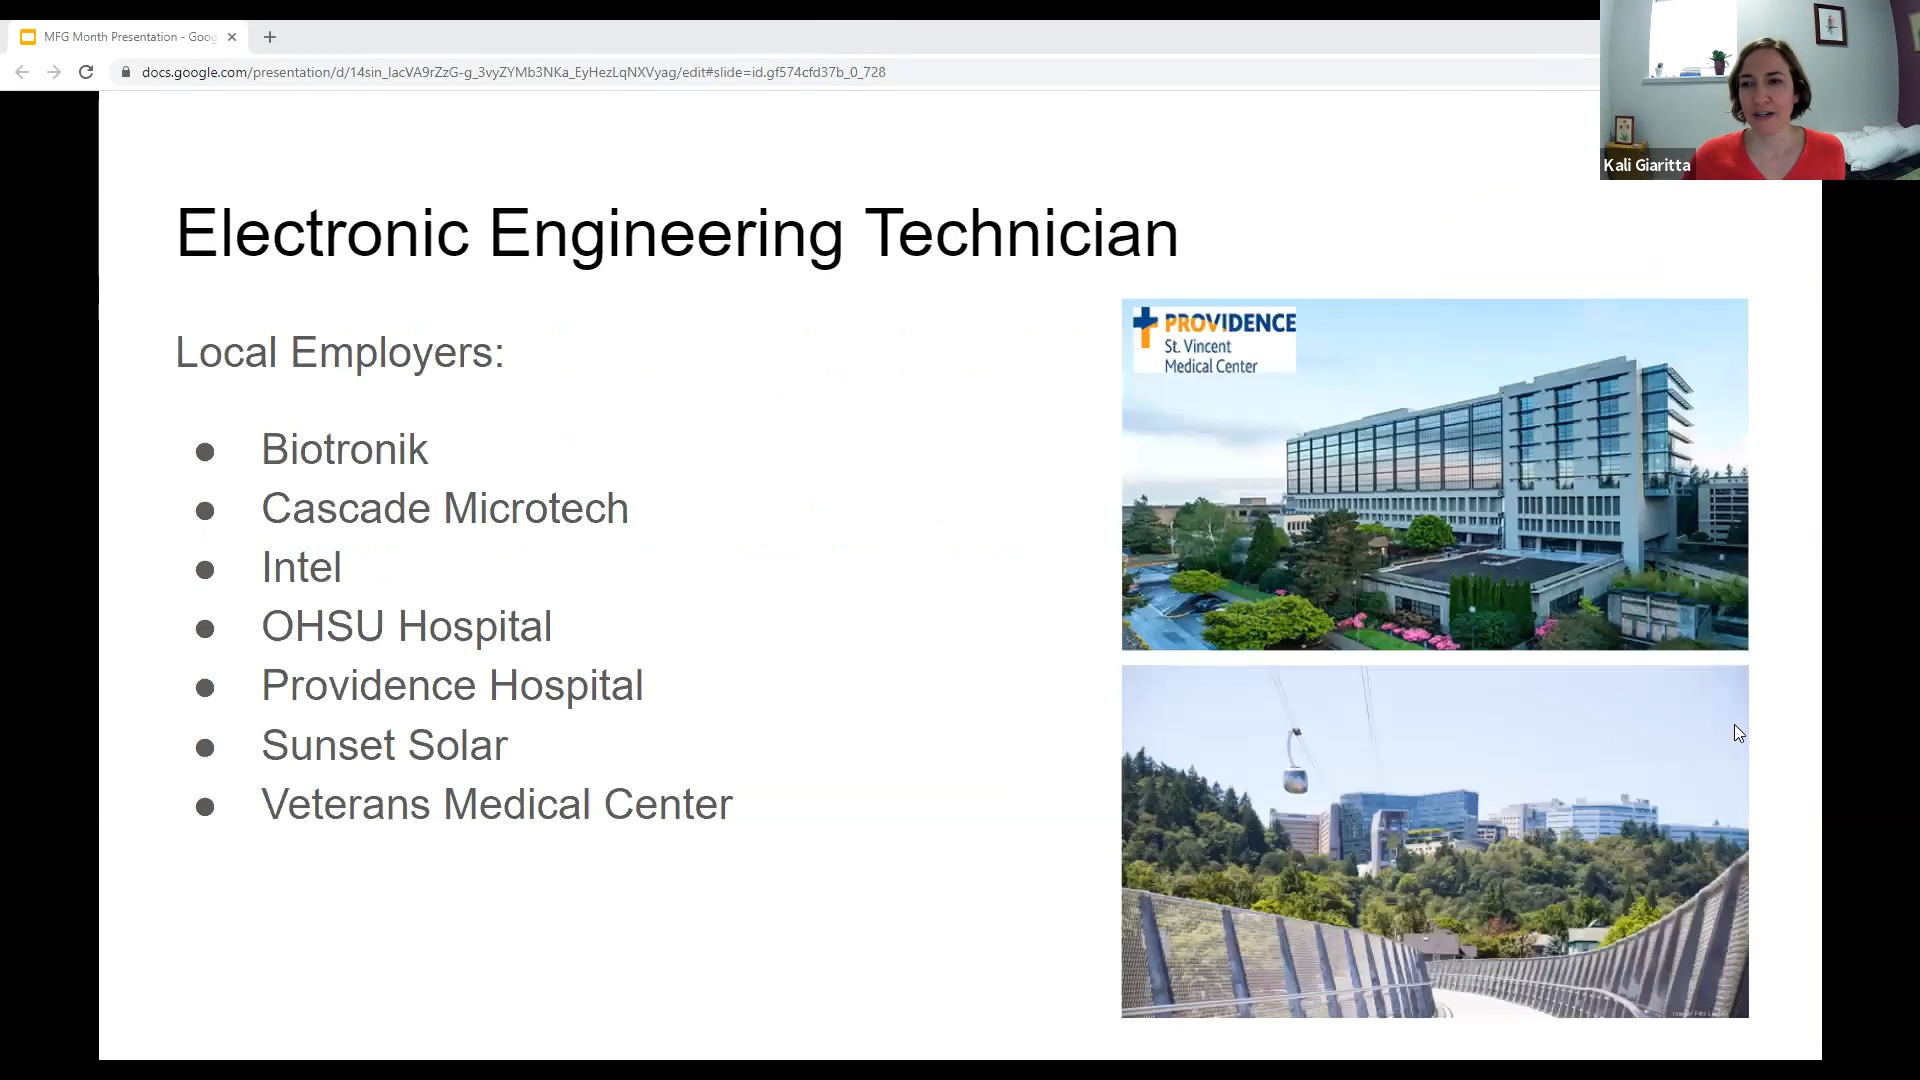 MFG Month Presentation - Goog
docs.google.com/presentation/d/14sin_lacVA9rZzG-g_3vyZYMb3NKa_EyHezLqNXVyag/edit#slide=id.gf574cfd37b_0_728
Kali Giaritta
Electronic Engineering Technician
Local Employers:
● Biotronik
● Cascade Microtech
● Intel
● OHSU Hospital
● Providence Hospital
● Sunset Solar
● Veterans Medical Center
PROVIDENCE
St. Vincent
Medical Center